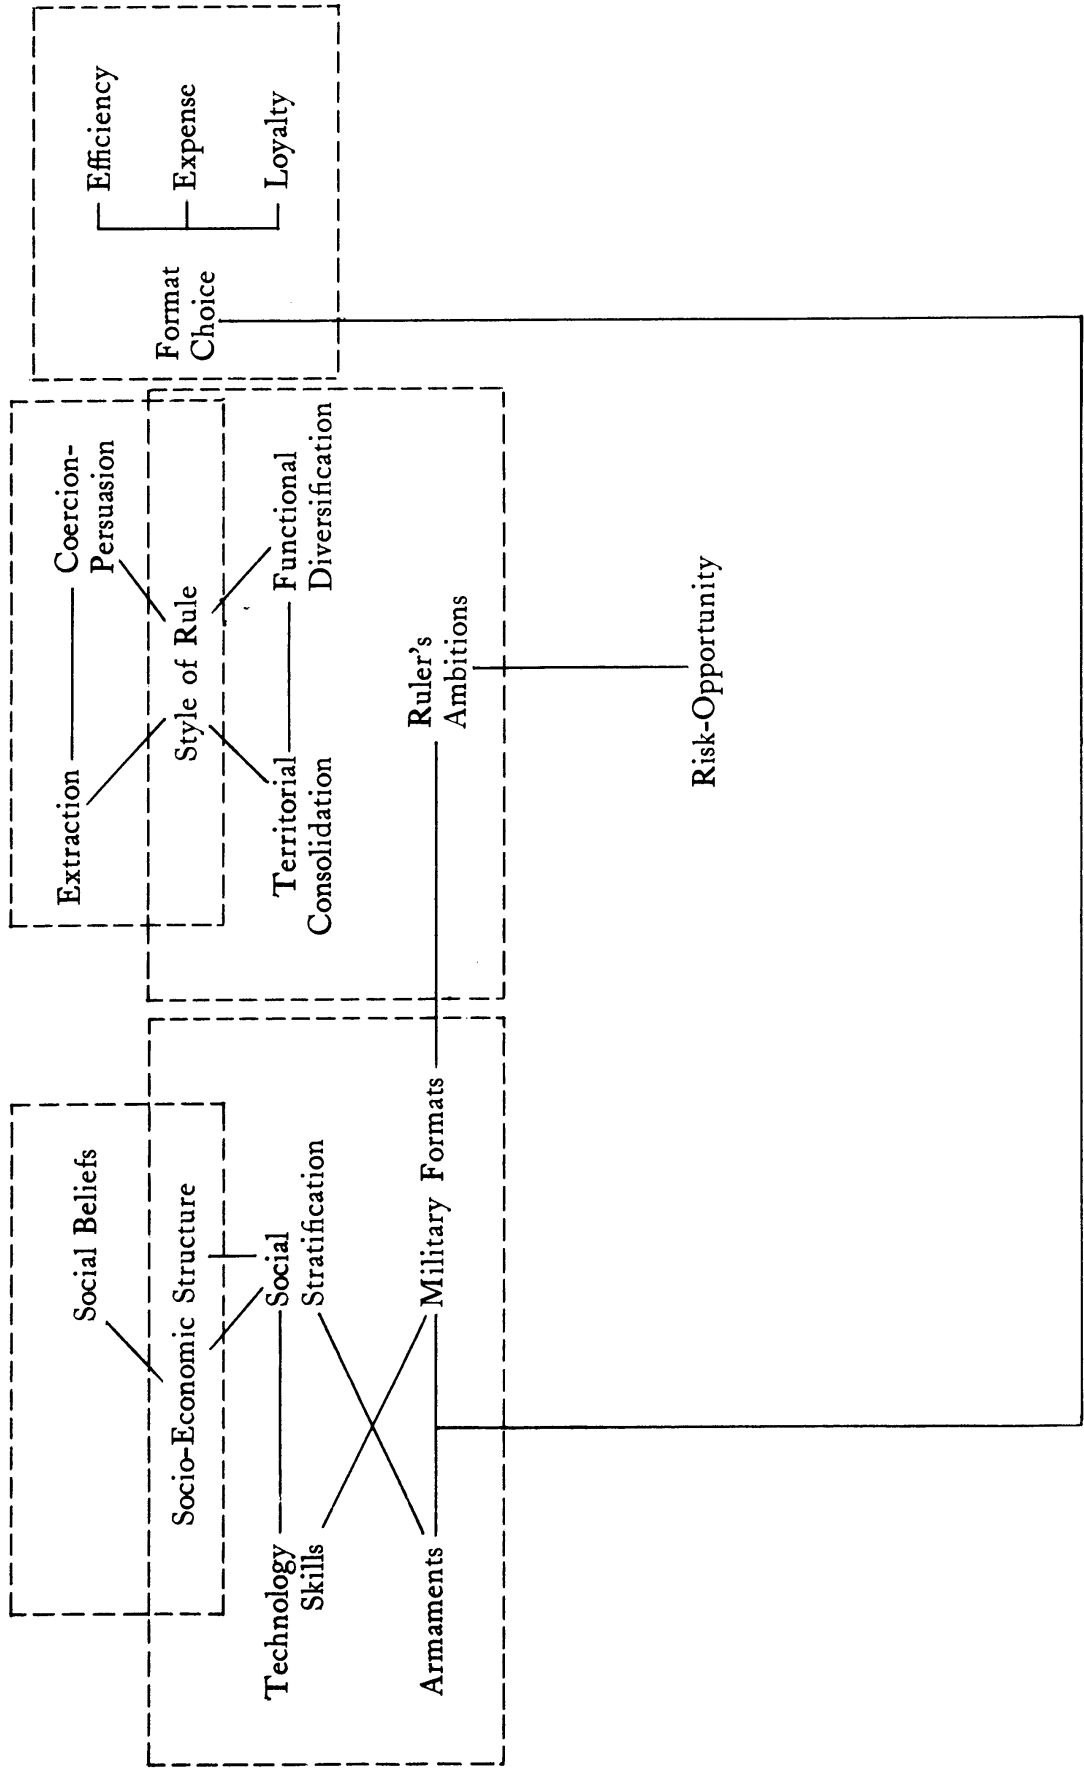 Social Beliefs
Socio-Economic Structure
Technology
Skills
Social
Stratification
Armaments
Military Formats
Extraction
Coercion-
Persuasion
Style of Rule
Territorial
Consolidation
Functional
Diversification
Ruler's
Ambitions
Risk-Opportunity
Format
Choice
Efficiency
Expense
Loyalty